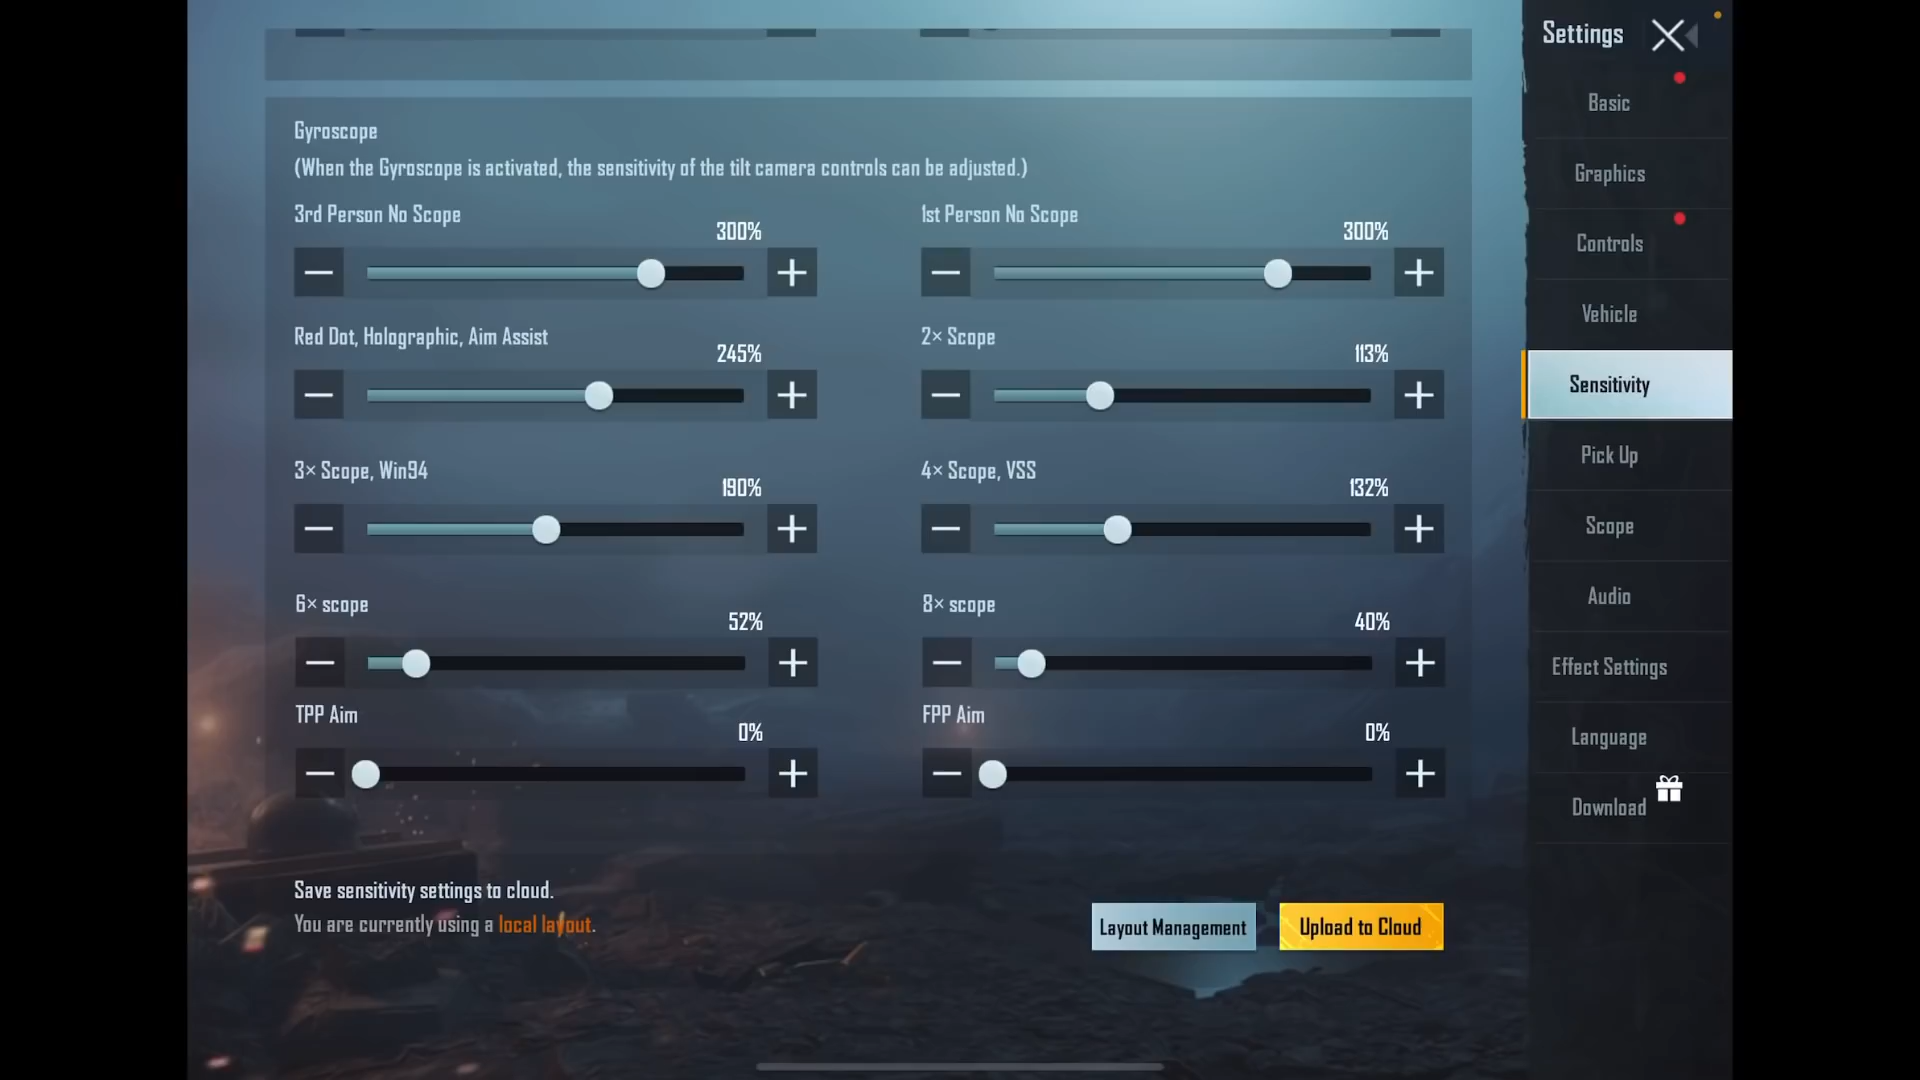 Settings
Basic
Graphics
Controls
Vehicle
Sensitivity
Pick Up
Scope
Audio
Effect Settings
Language
Download
Gyroscope
(When the Gyroscope is activated, the sensitivity of the tilt camera controls can be adjusted.)
3rd Person No Scope
300%
1st Person No Scope
300%
Red Dot, Holographic, Aim Assist
245%
2× Scope
113%
3× Scope, Win94
190%
4× Scope, VSS
132%
6× scope
52%
8× scope
40%
TPP Aim
0%
FPP Aim
0%
Save sensitivity settings to cloud.
You are currently using a local layout.
Layout Management
Upload to Cloud